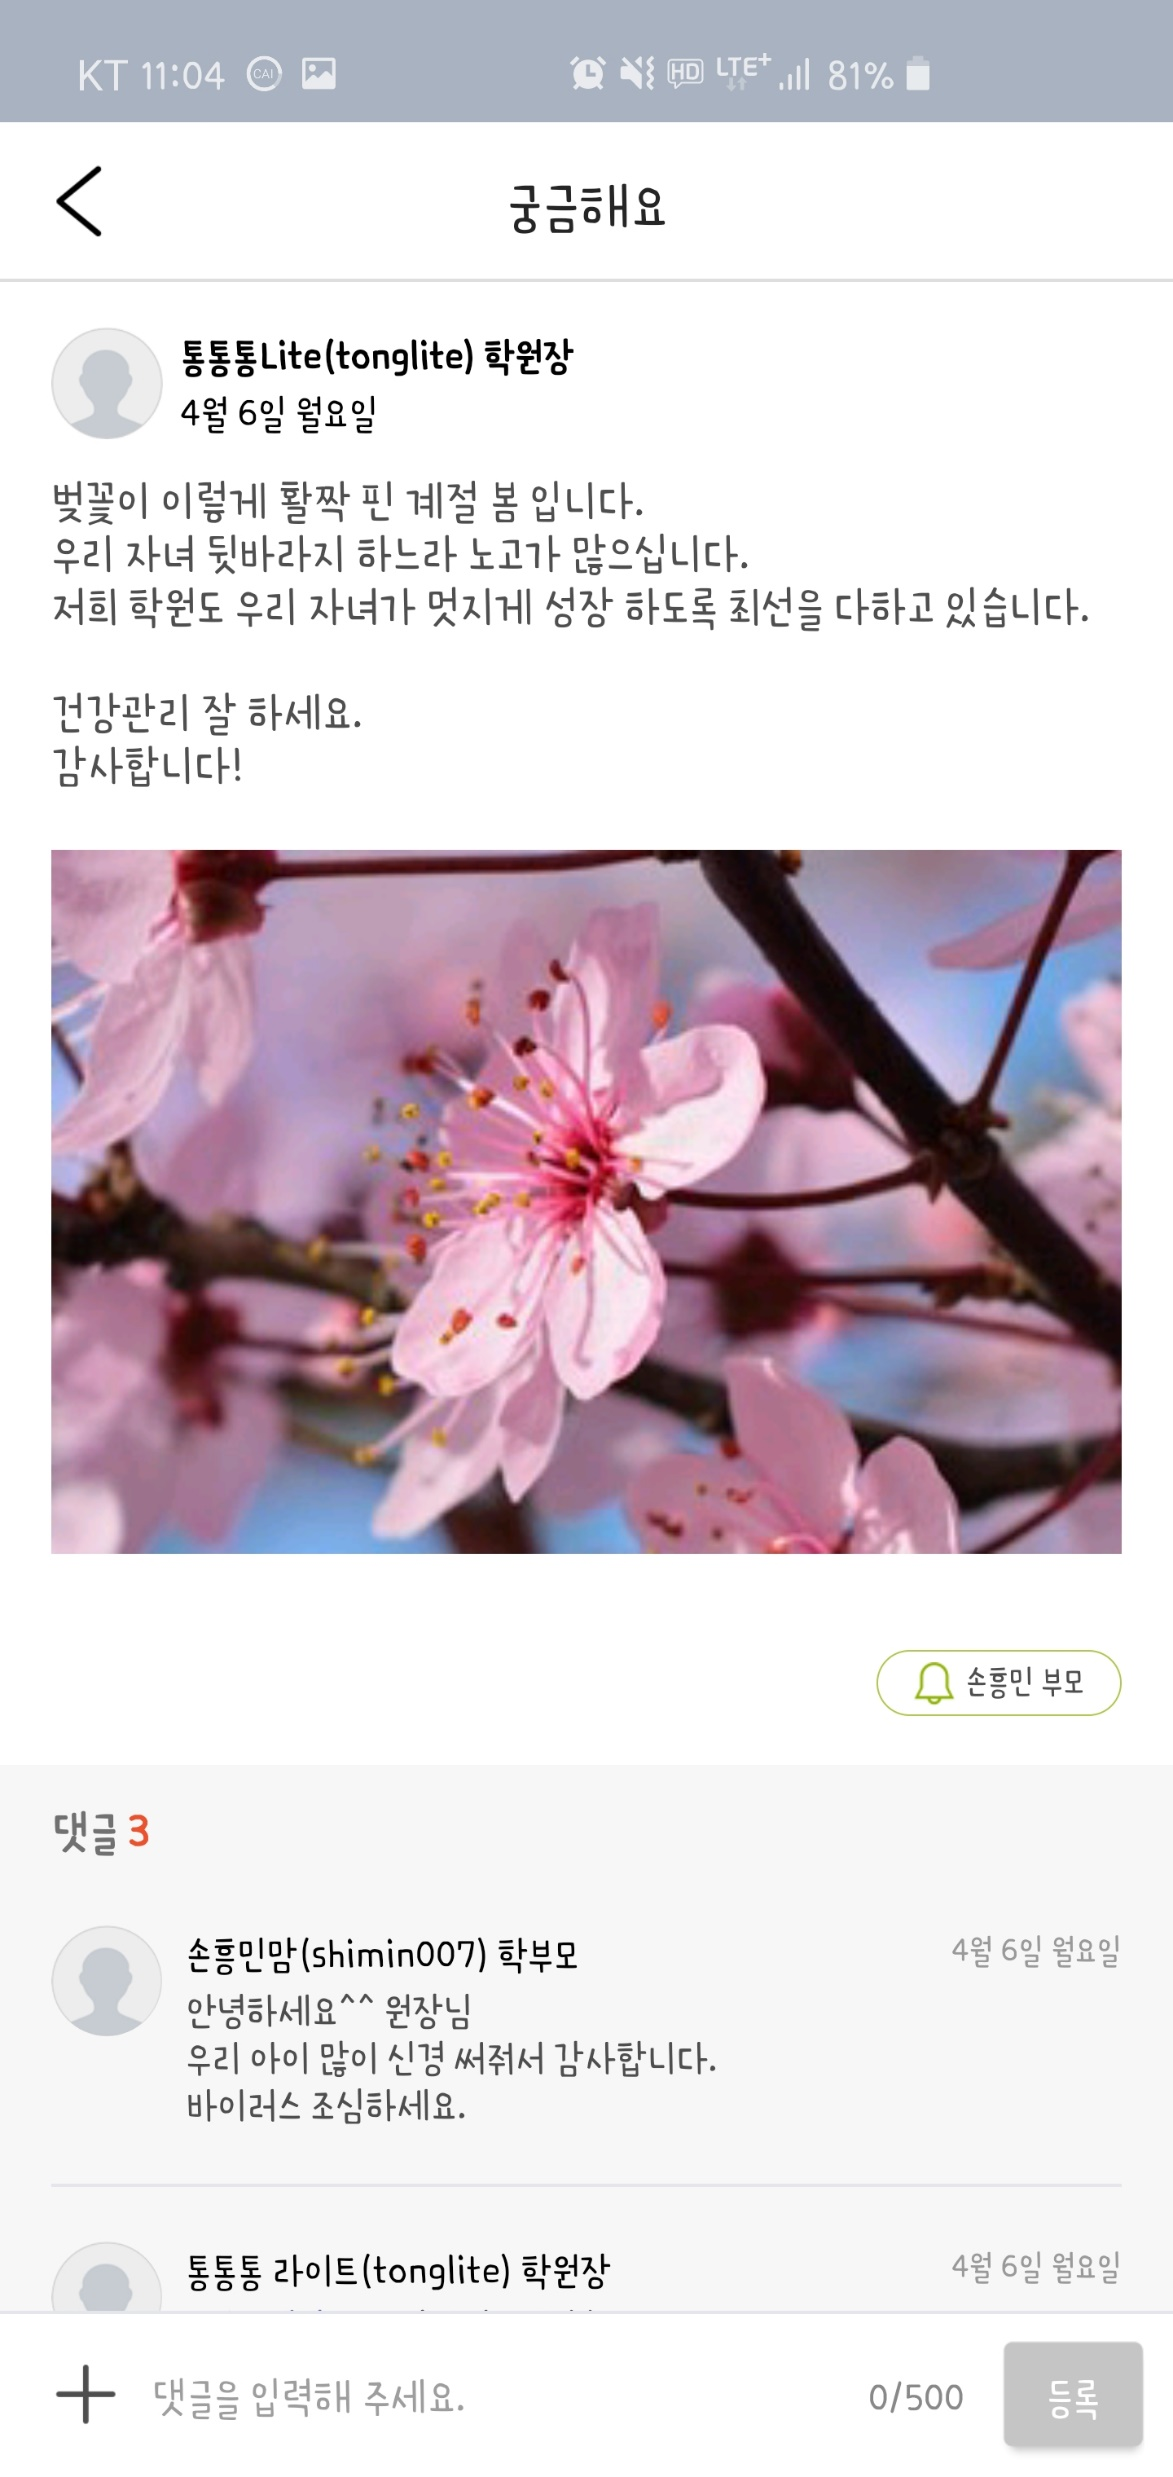 KT 11:04 CAI HD LTE+ 81%
궁금해요
통통통Lite(tonglite) 학원장
4월 6일 월요일
벚꽃이 이렇게 활짝 핀 계절 봄 입니다.
우리 자녀 뒷바라지 하느라 노고가 많으십니다.
저희 학원도 우리 자녀가 멋지게 성장 하도록 최선을 다하고 있습니다.
건강관리 잘 하세요.
감사합니다!
손흥민 부모
댓글 3
손흥민맘(shimin007) 학부모 4월 6일 월요일
안녕하세요^^ 원장님
우리 아이 많이 신경 써줘서 감사합니다.
바이러스 조심하세요.
통통통 라이트(tonglite) 학원장 4월 6일 월요일
댓글을 입력해 주세요. 0/500 등록